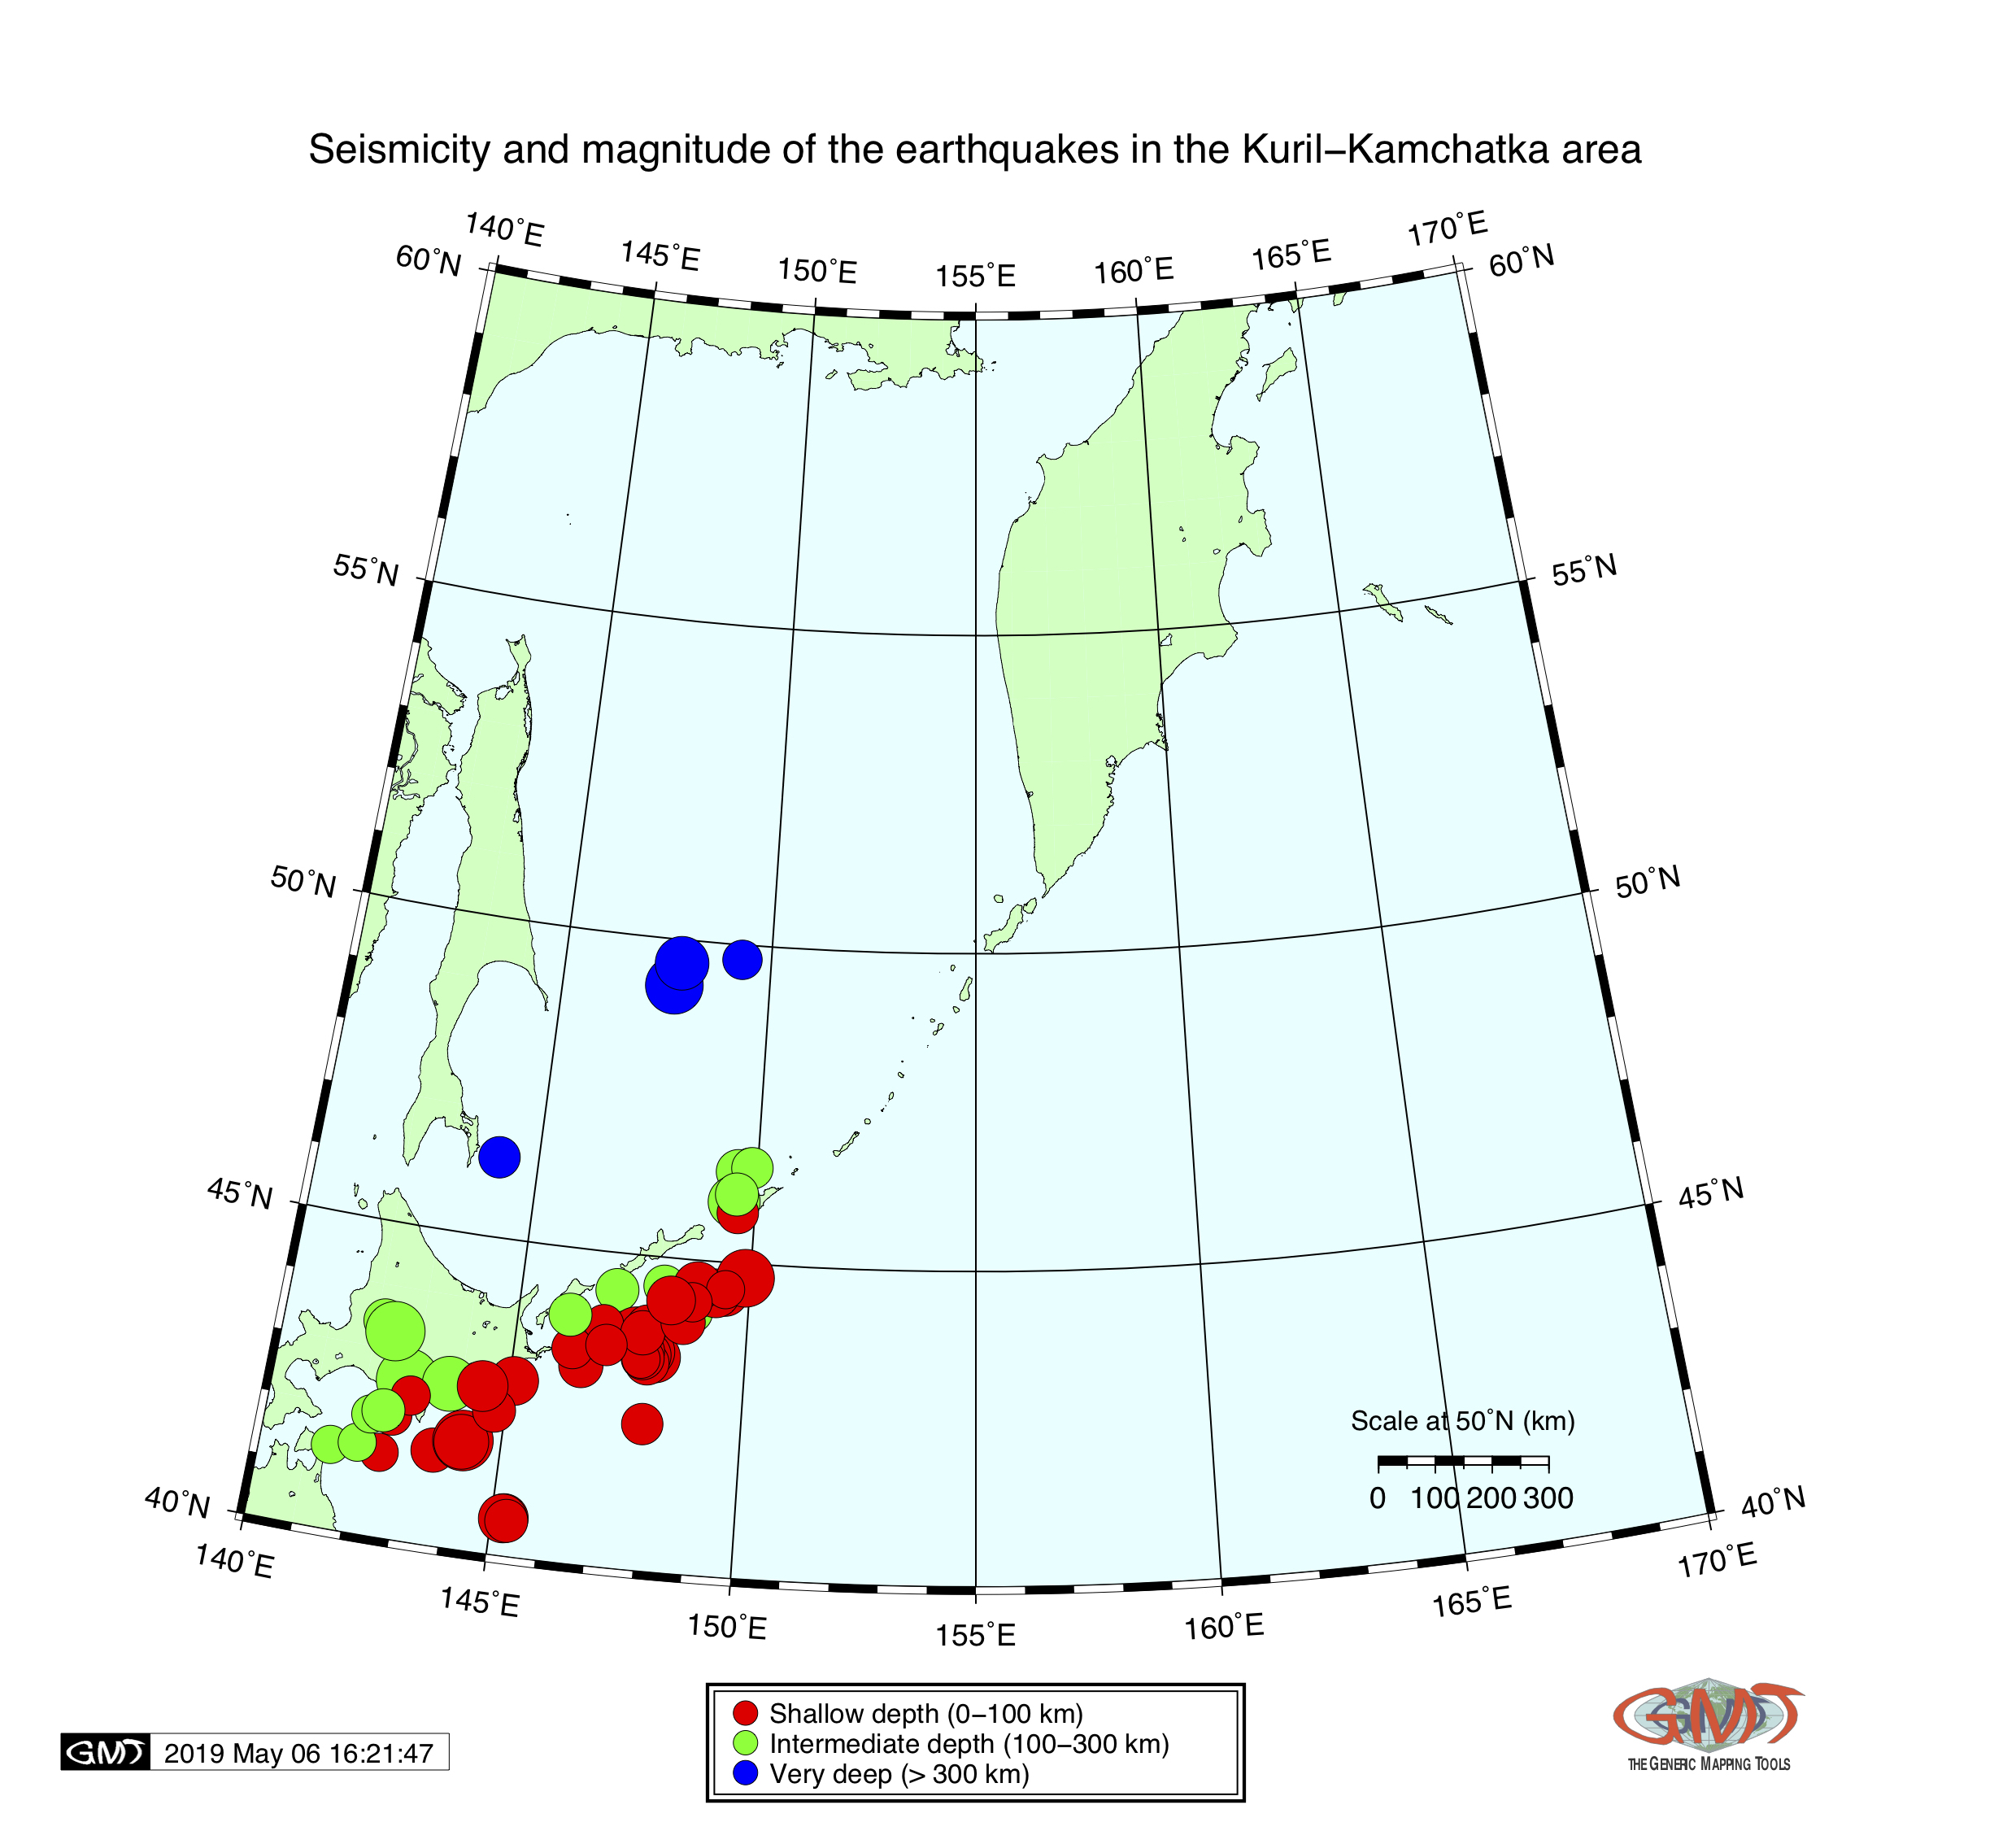 Seismicity and magnitude of the earthquakes in the Kuril–Kamchatka area
140°E 145°E 150°E 155°E 160°E 165°E 170°E
60°N 60°N
55°N 55°N
50°N 50°N
45°N 45°N
Scale at 50°N (km)
0 100 200 300
40°N 40°N
140°E 145°E 150°E 155°E 160°E 165°E 170°E
Shallow depth (0–100 km)
Intermediate depth (100–300 km)
Very deep (> 300 km)
GMT 2019 May 06 16:21:47
GMT
THE GENERIC MAPPING TOOLS